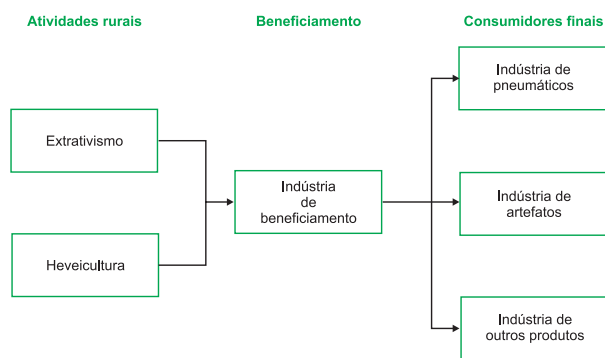 Atividades rurais
Beneficiamento
Consumidores finais
Extrativismo
Heveicultura
Indústria
de
beneficiamento
Indústria de
pneumáticos
Indústria de
artefatos
Indústria de
outros produtos